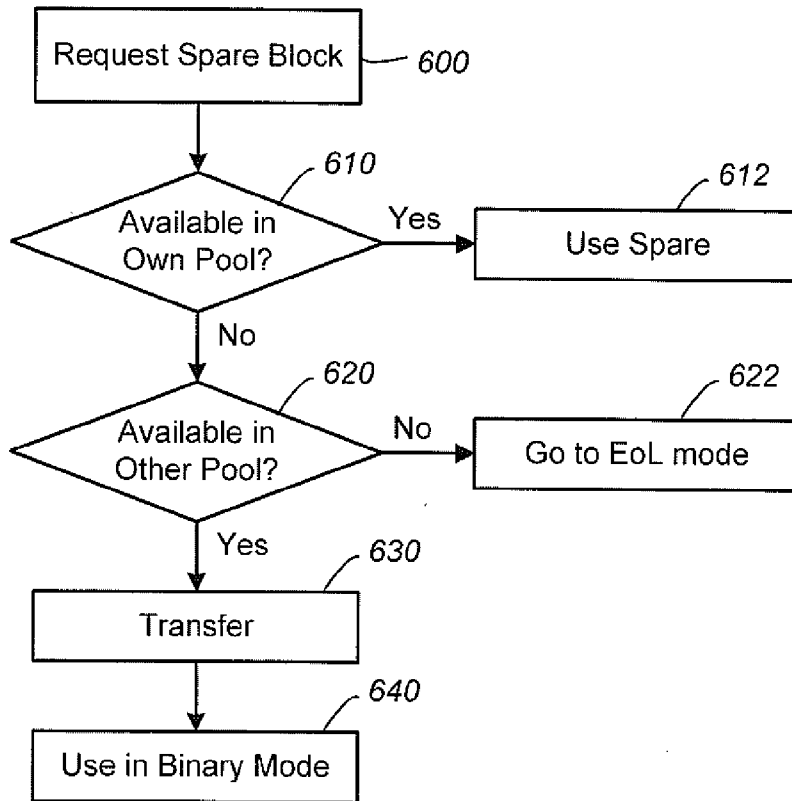 Request Spare Block
600
610
Available in
Own Pool?
Yes
612
Use Spare
No
620
Available in
Other Pool?
No
622
Go to EoL mode
Yes
630
Transfer
640
Use in Binary Mode